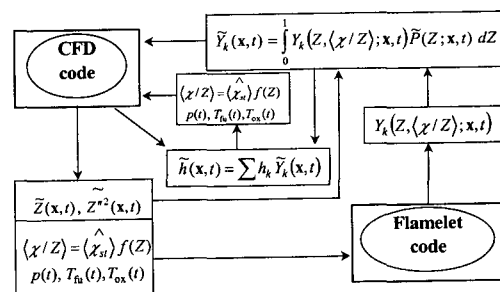 CFD
code
Ỹ_k(x,t) = ∫₀¹ Y_k(Z,⟨χ/Z⟩;x,t)P̃(Z;x,t) dZ
⟨χ/Z⟩=⟨χ̂_st⟩ f(Z)
p(t), T_fu(t),T_ox(t)
Y_k(Z,⟨χ/Z⟩;x,t)
h̃(x,t)=∑ h_k Ỹ_k(x,t)
Z̃(x,t), Z̃″²(x,t)
⟨χ/Z⟩=⟨χ̂_st⟩ f(Z)
p(t), T_fu(t),T_ox(t)
Flamelet
code